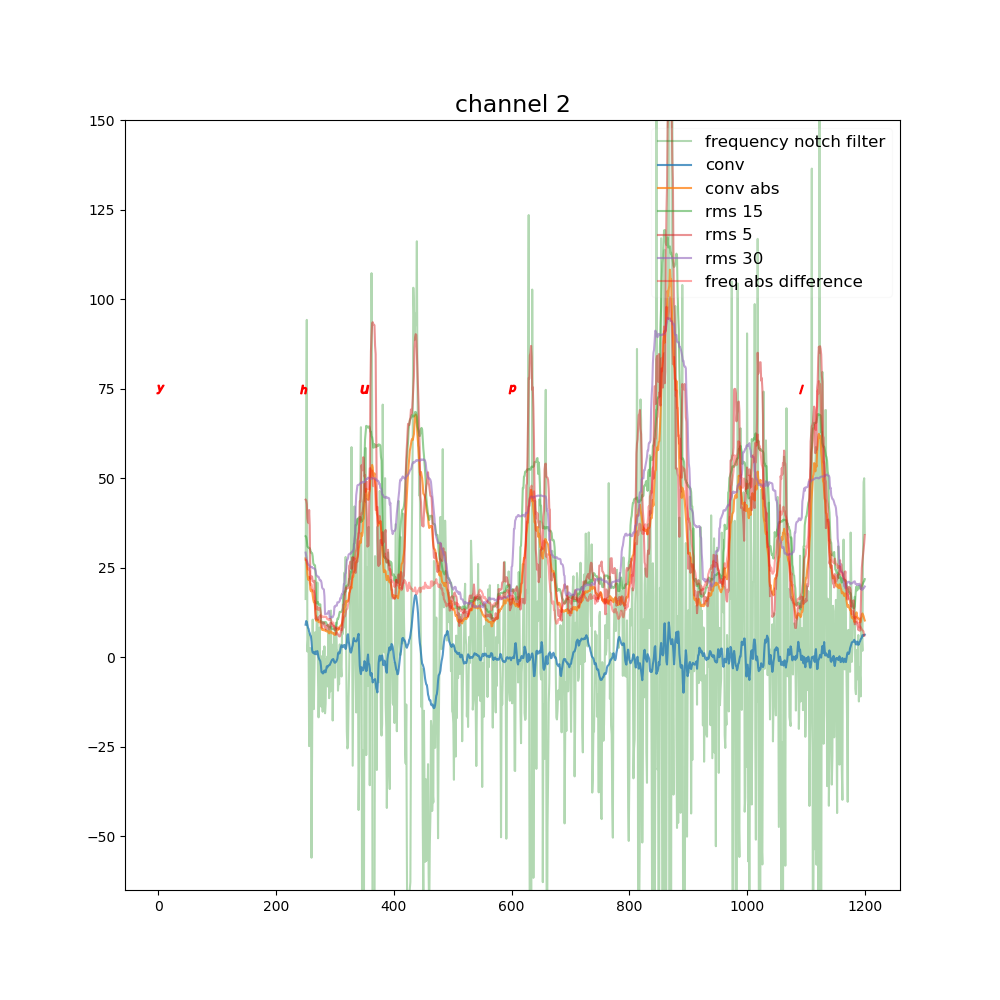 channel 2
150
125
100
75
50
25
0
−25
−50
frequency notch filter
conv
conv abs
rms 15
rms 5
rms 30
freq abs difference
y h u p l
0 200 400 600 800 1000 1200